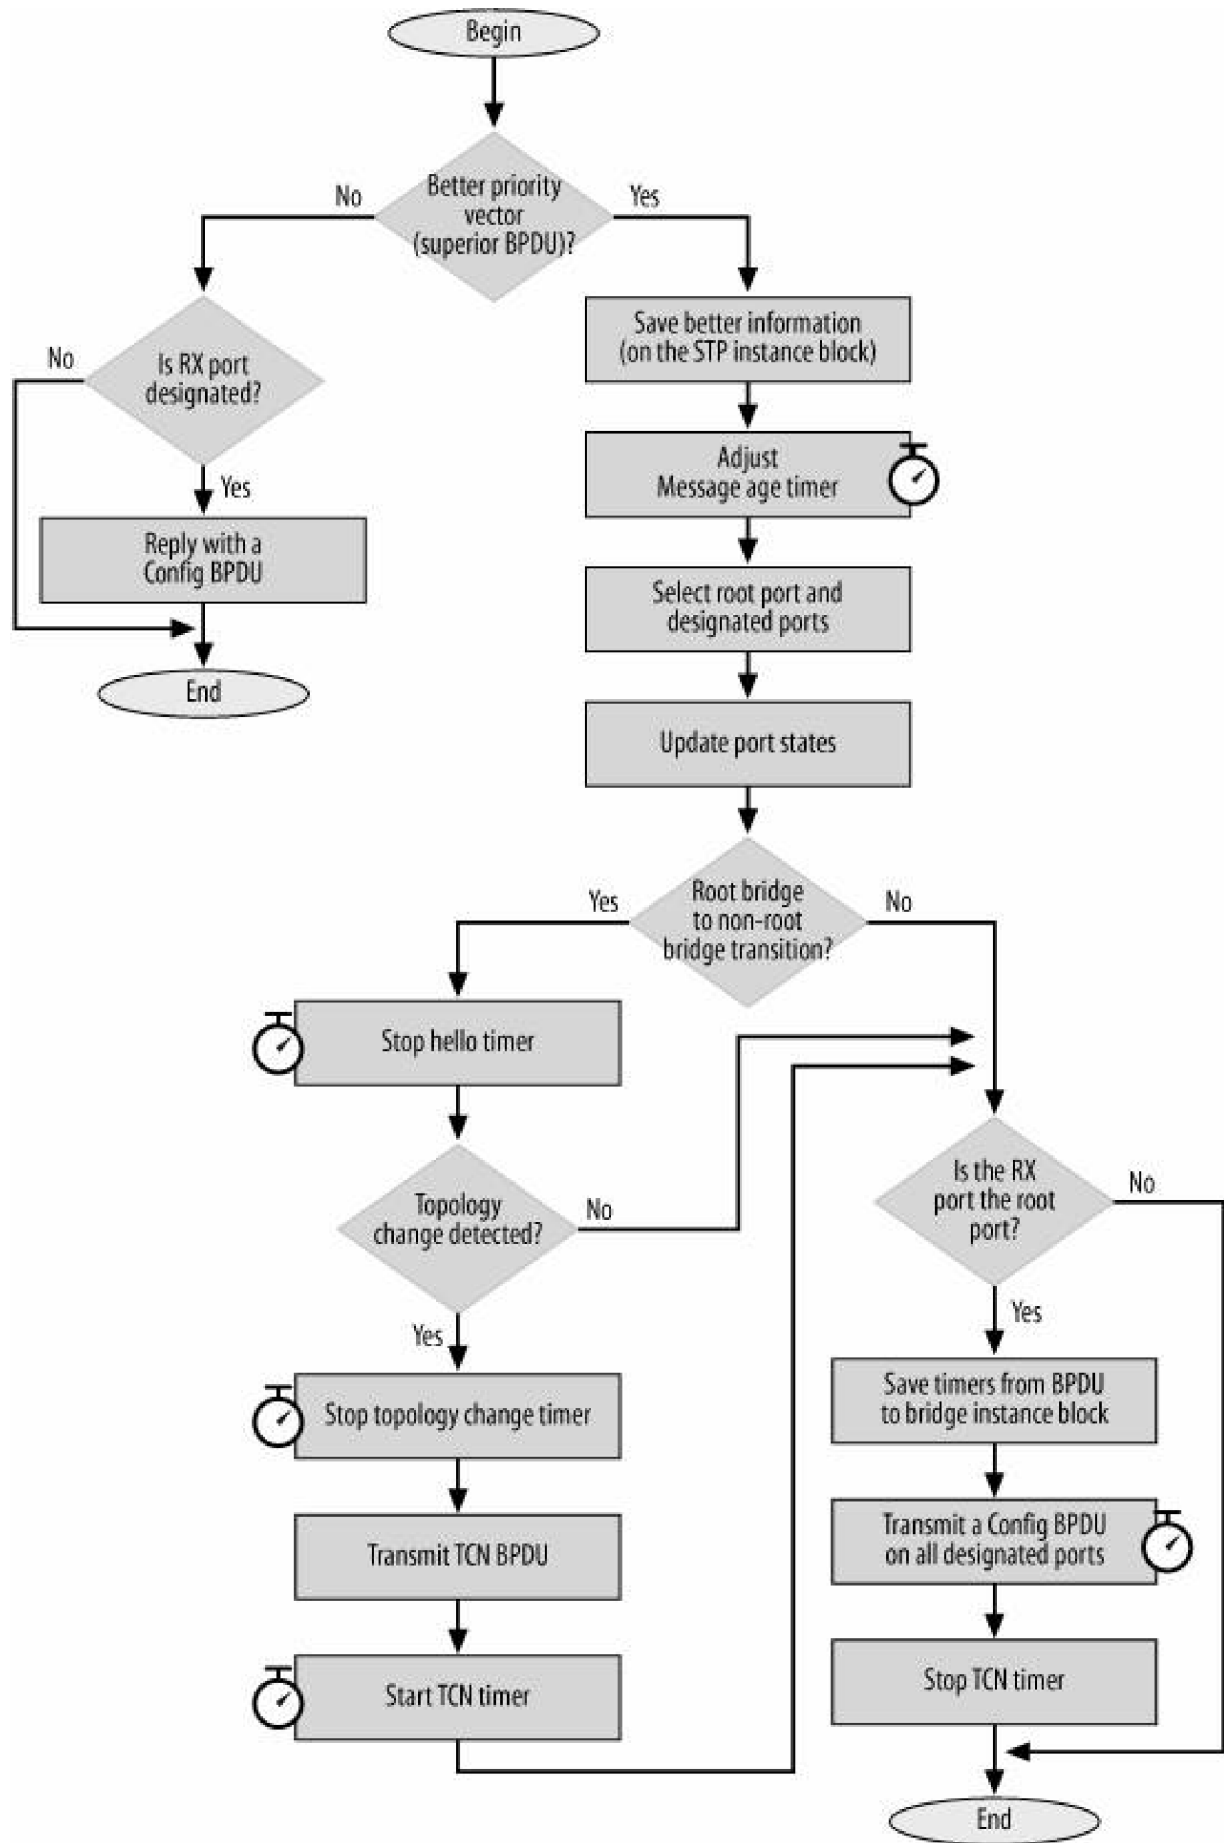 Begin
Better priority
vector
(superior BPDU)?
No
Yes
Is RX port
designated?
No
Yes
Reply with a
Config BPDU
End
Save better information
(on the STP instance block)
Adjust
Message age timer
Select root port and
designated ports
Update port states
Root bridge
to non-root
bridge transition?
Yes
No
Stop hello timer
Topology
change detected?
No
Yes
Stop topology change timer
Transmit TCN BPDU
Start TCN timer
Is the RX
port the root
port?
No
Yes
Save timers from BPDU
to bridge instance block
Transmit a Config BPDU
on all designated ports
Stop TCN timer
End